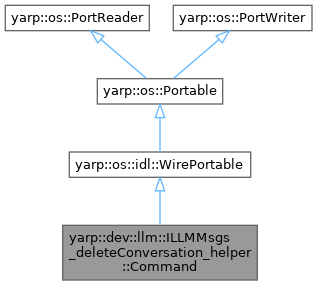 yarp::os::PortReader
yarp::os::PortWriter
yarp::os::Portable
yarp::os::idl::WirePortable
yarp::dev::llm::ILLMMsgs
_deleteConversation_helper
::Command